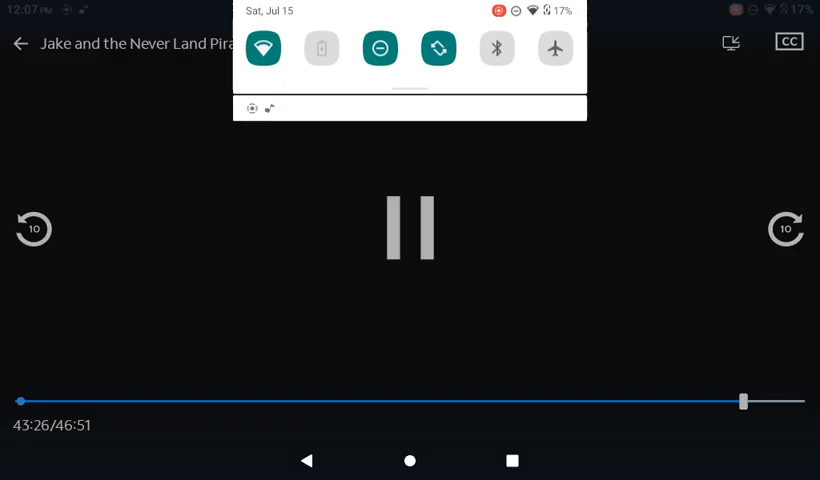 12:07 PM
17%
Sat, Jul 15
17%
Jake and the Never Land Pira
CC
10
10
43:26/46:51